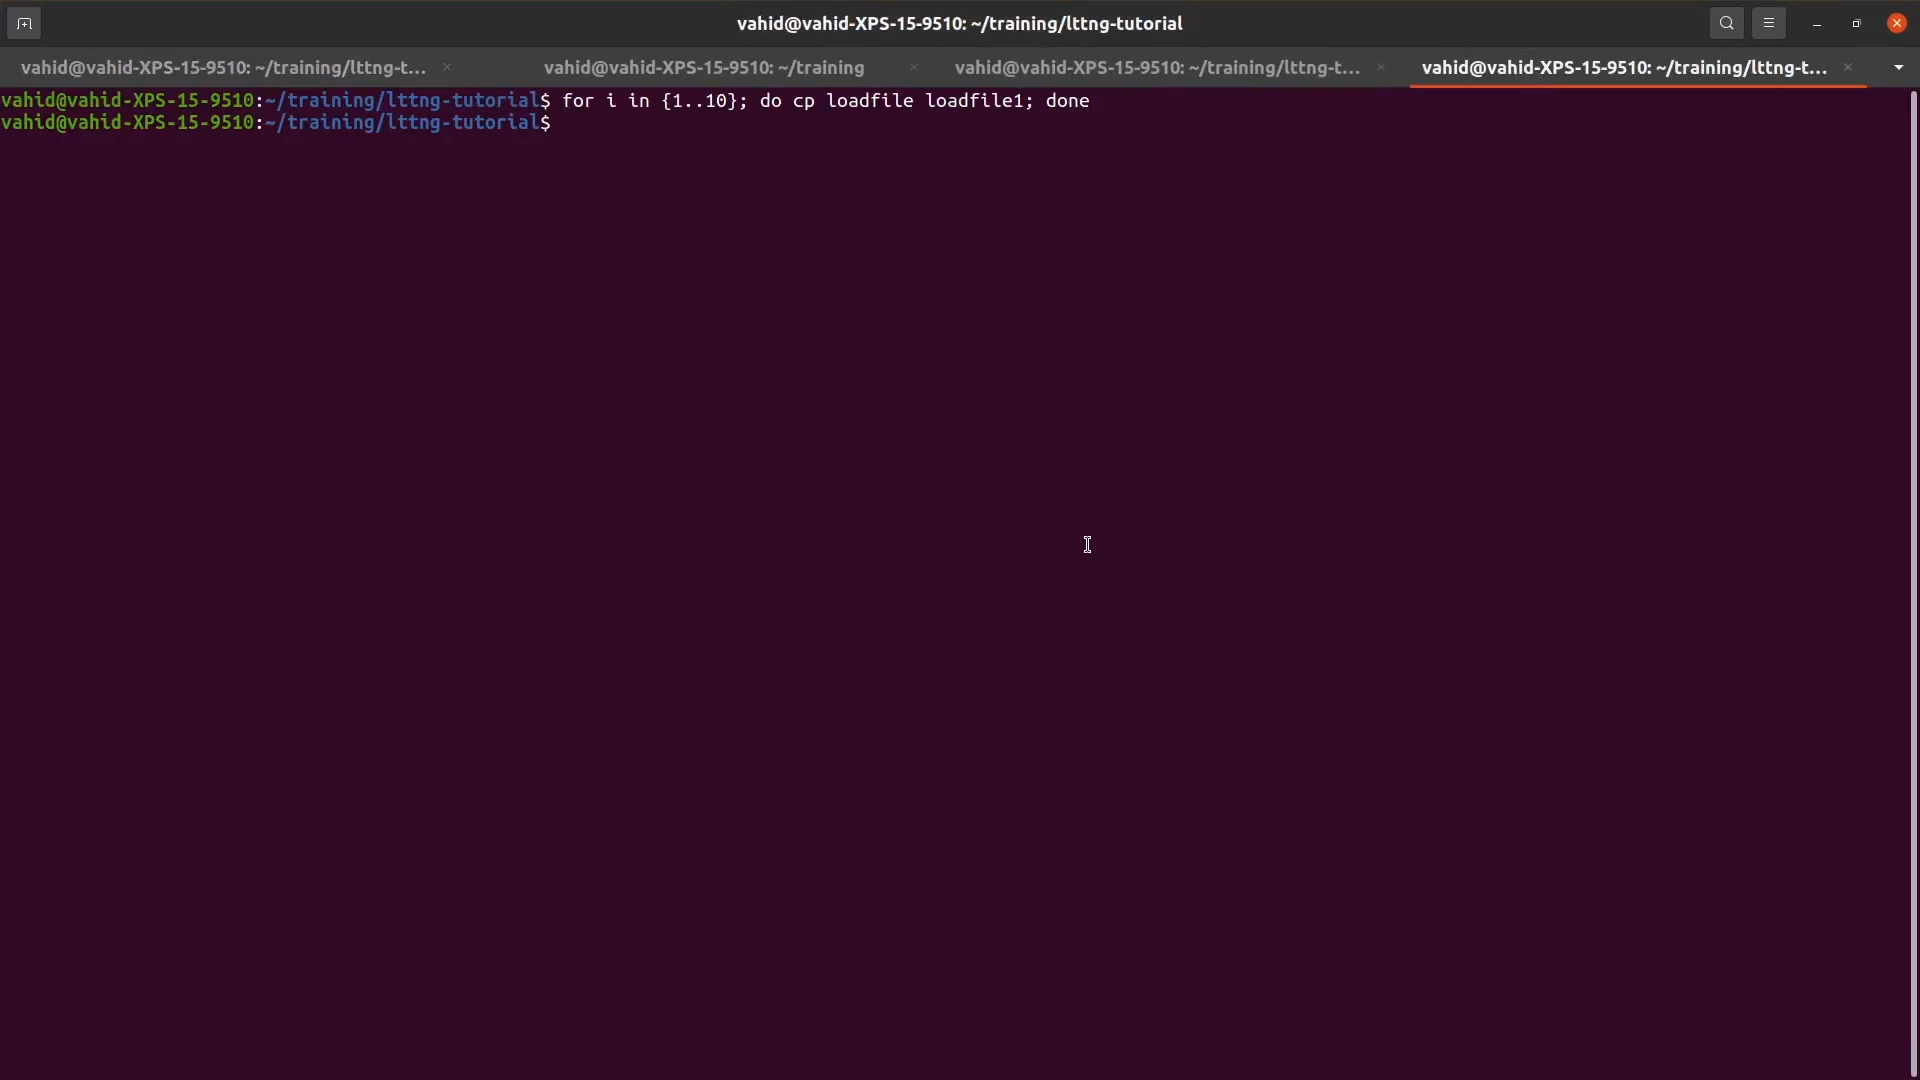 vahid@vahid-XPS-15-9510: ~/training/lttng-tutorial
vahid@vahid-XPS-15-9510: ~/training/lttng-t...
vahid@vahid-XPS-15-9510: ~/training
vahid@vahid-XPS-15-9510: ~/training/lttng-t...
vahid@vahid-XPS-15-9510: ~/training/lttng-t...
vahid@vahid-XPS-15-9510:~/training/lttng-tutorial$ for i in {1..10}; do cp loadfile loadfile1; done
vahid@vahid-XPS-15-9510:~/training/lttng-tutorial$